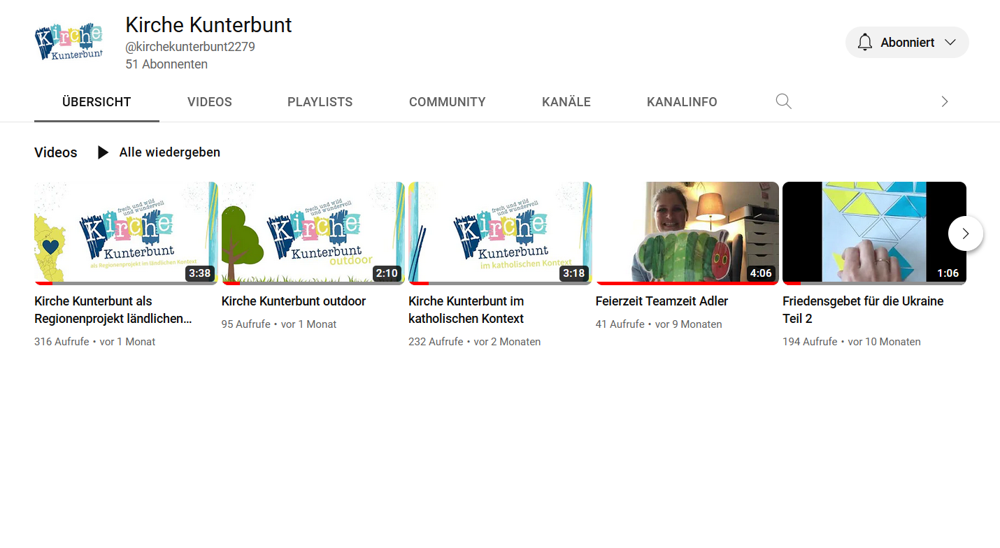 Kirche
Kunterbunt
Kirche Kunterbunt
@kirchekunterbunt2279
51 Abonnenten
Abonniert
ÜBERSICHT
VIDEOS
PLAYLISTS
COMMUNITY
KANÄLE
KANALINFO
Videos
Alle wiedergeben
frech und wild
und wundervoll
Kirche
Kunterbunt
als Regionenprojekt im ländlichen Kontext
3:38
Kirche Kunterbunt als
Regionenprojekt ländlichen...
316 Aufrufe • vor 1 Monat
frech und wild
und wundervoll
Kirche
Kunterbunt
outdoor
2:10
Kirche Kunterbunt outdoor
95 Aufrufe • vor 1 Monat
frech und wild
und wundervoll
Kirche
Kunterbunt
im katholischen Kontext
3:18
Kirche Kunterbunt im
katholischen Kontext
232 Aufrufe • vor 2 Monaten
4:06
Feierzeit Teamzeit Adler
41 Aufrufe • vor 9 Monaten
1:06
Friedensgebet für die Ukraine
Teil 2
194 Aufrufe • vor 10 Monaten